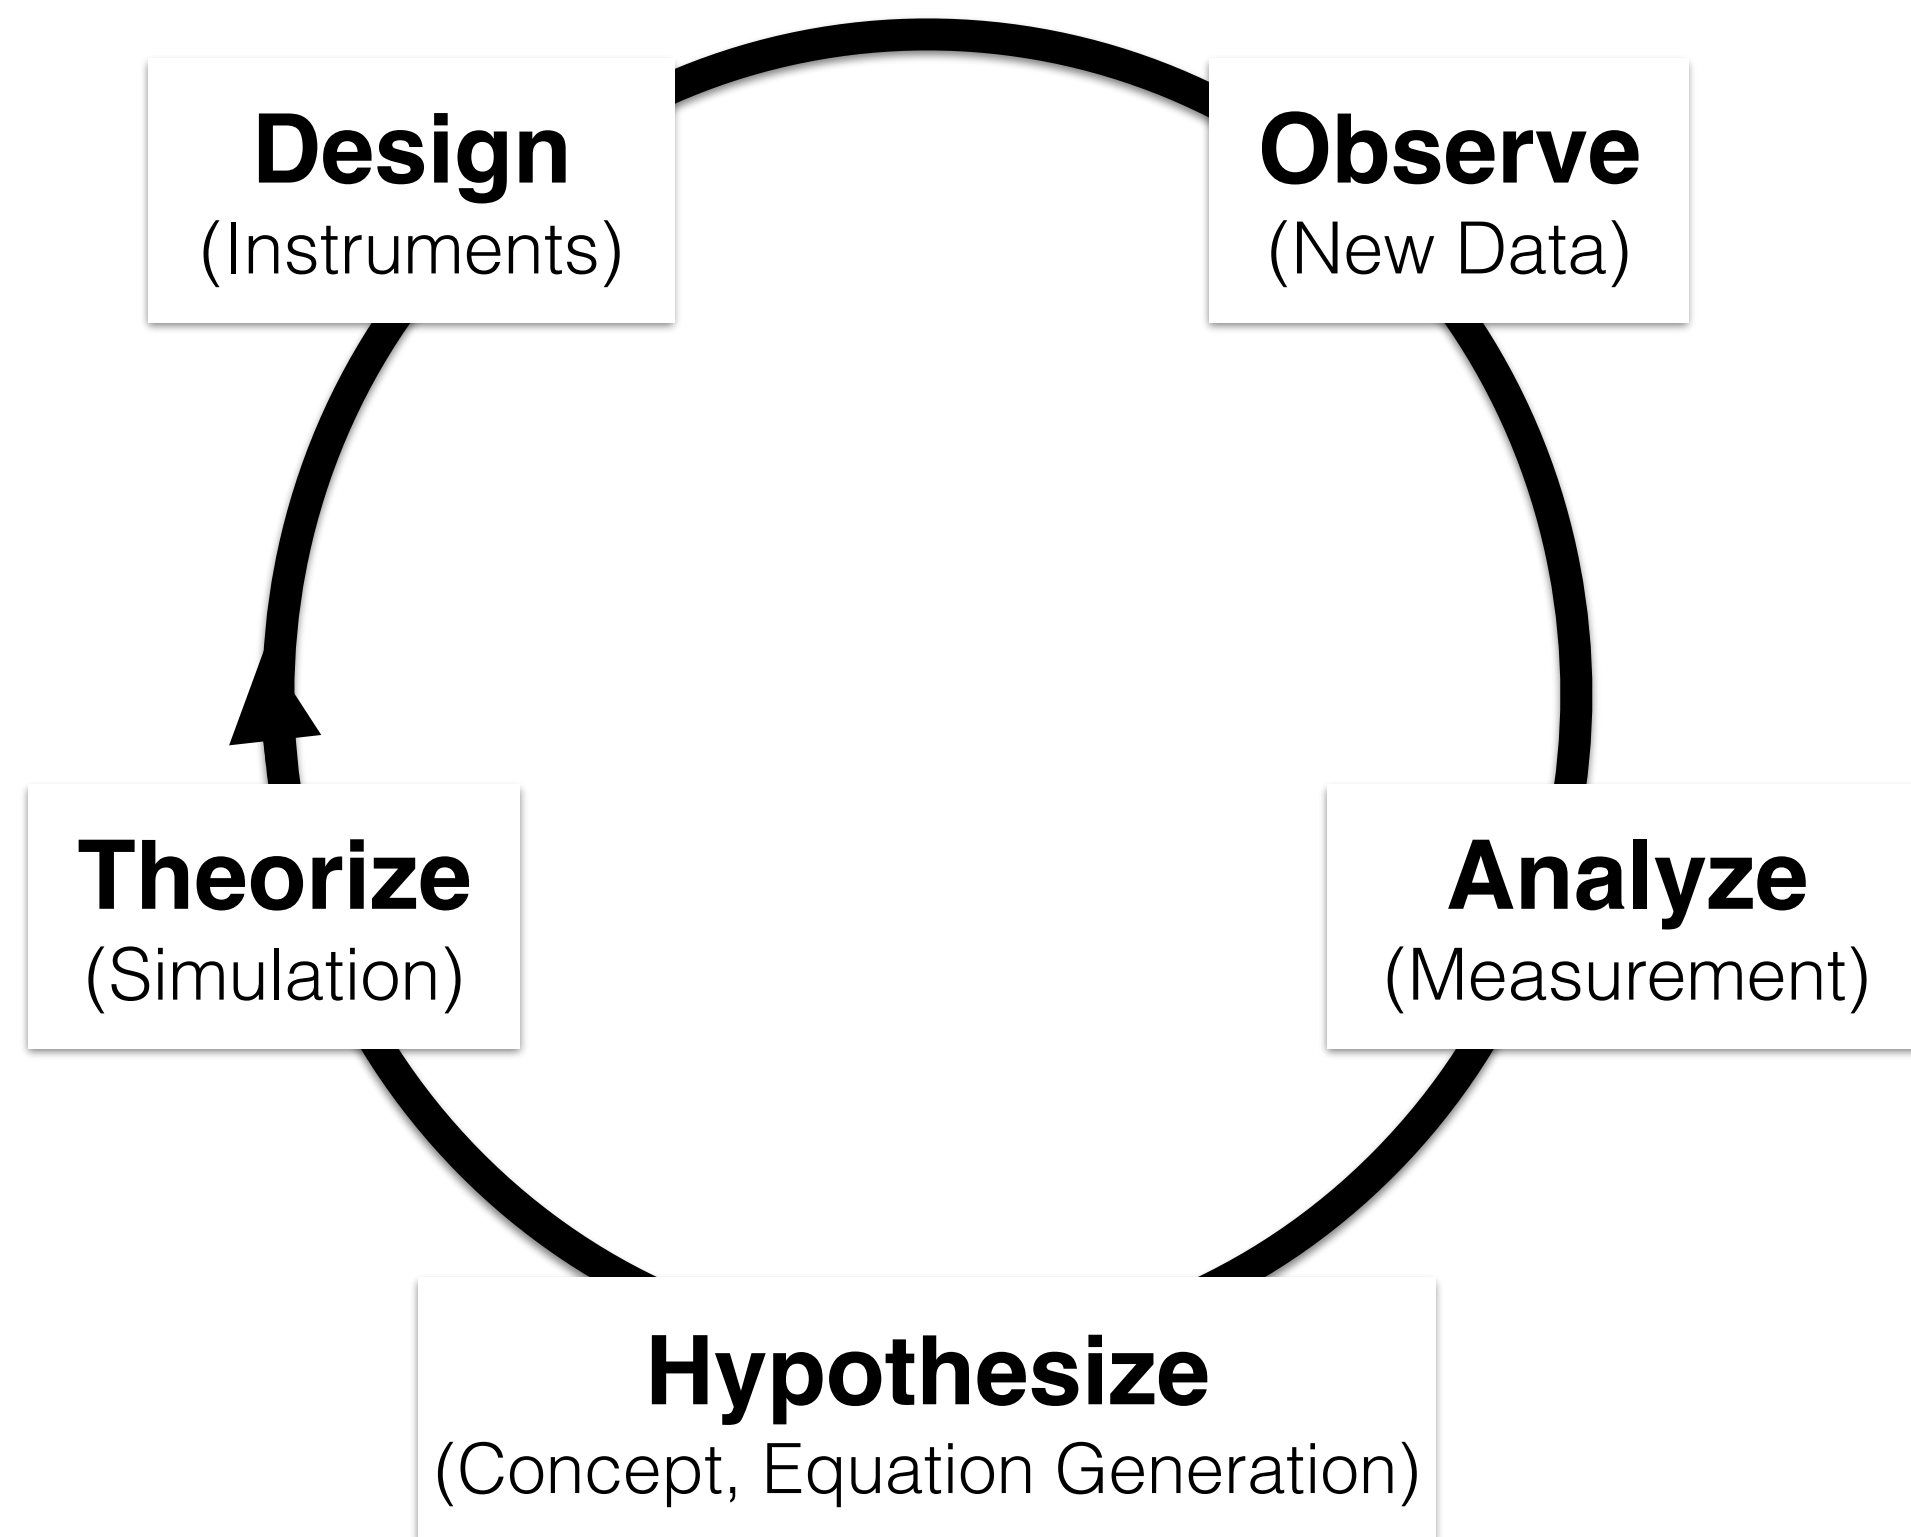 Design
(Instruments)
Observe
(New Data)
Theorize
(Simulation)
Analyze
(Measurement)
Hypothesize
(Concept, Equation Generation)